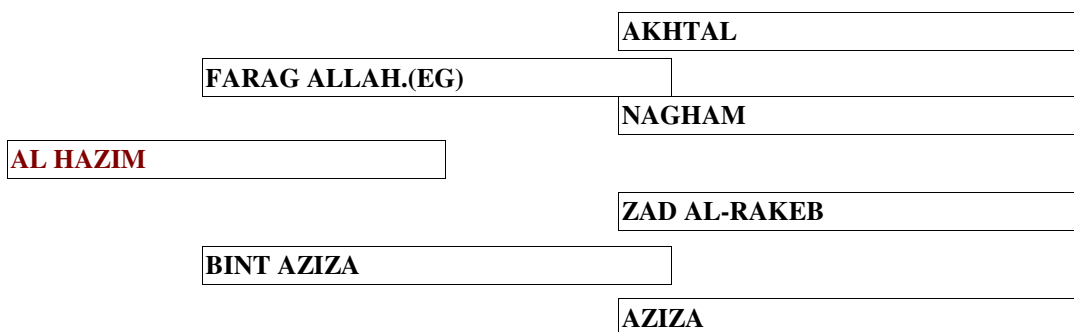 AKHTAL
FARAG ALLAH.(EG)
NAGHAM
AL HAZIM
ZAD AL-RAKEB
BINT AZIZA
AZIZA